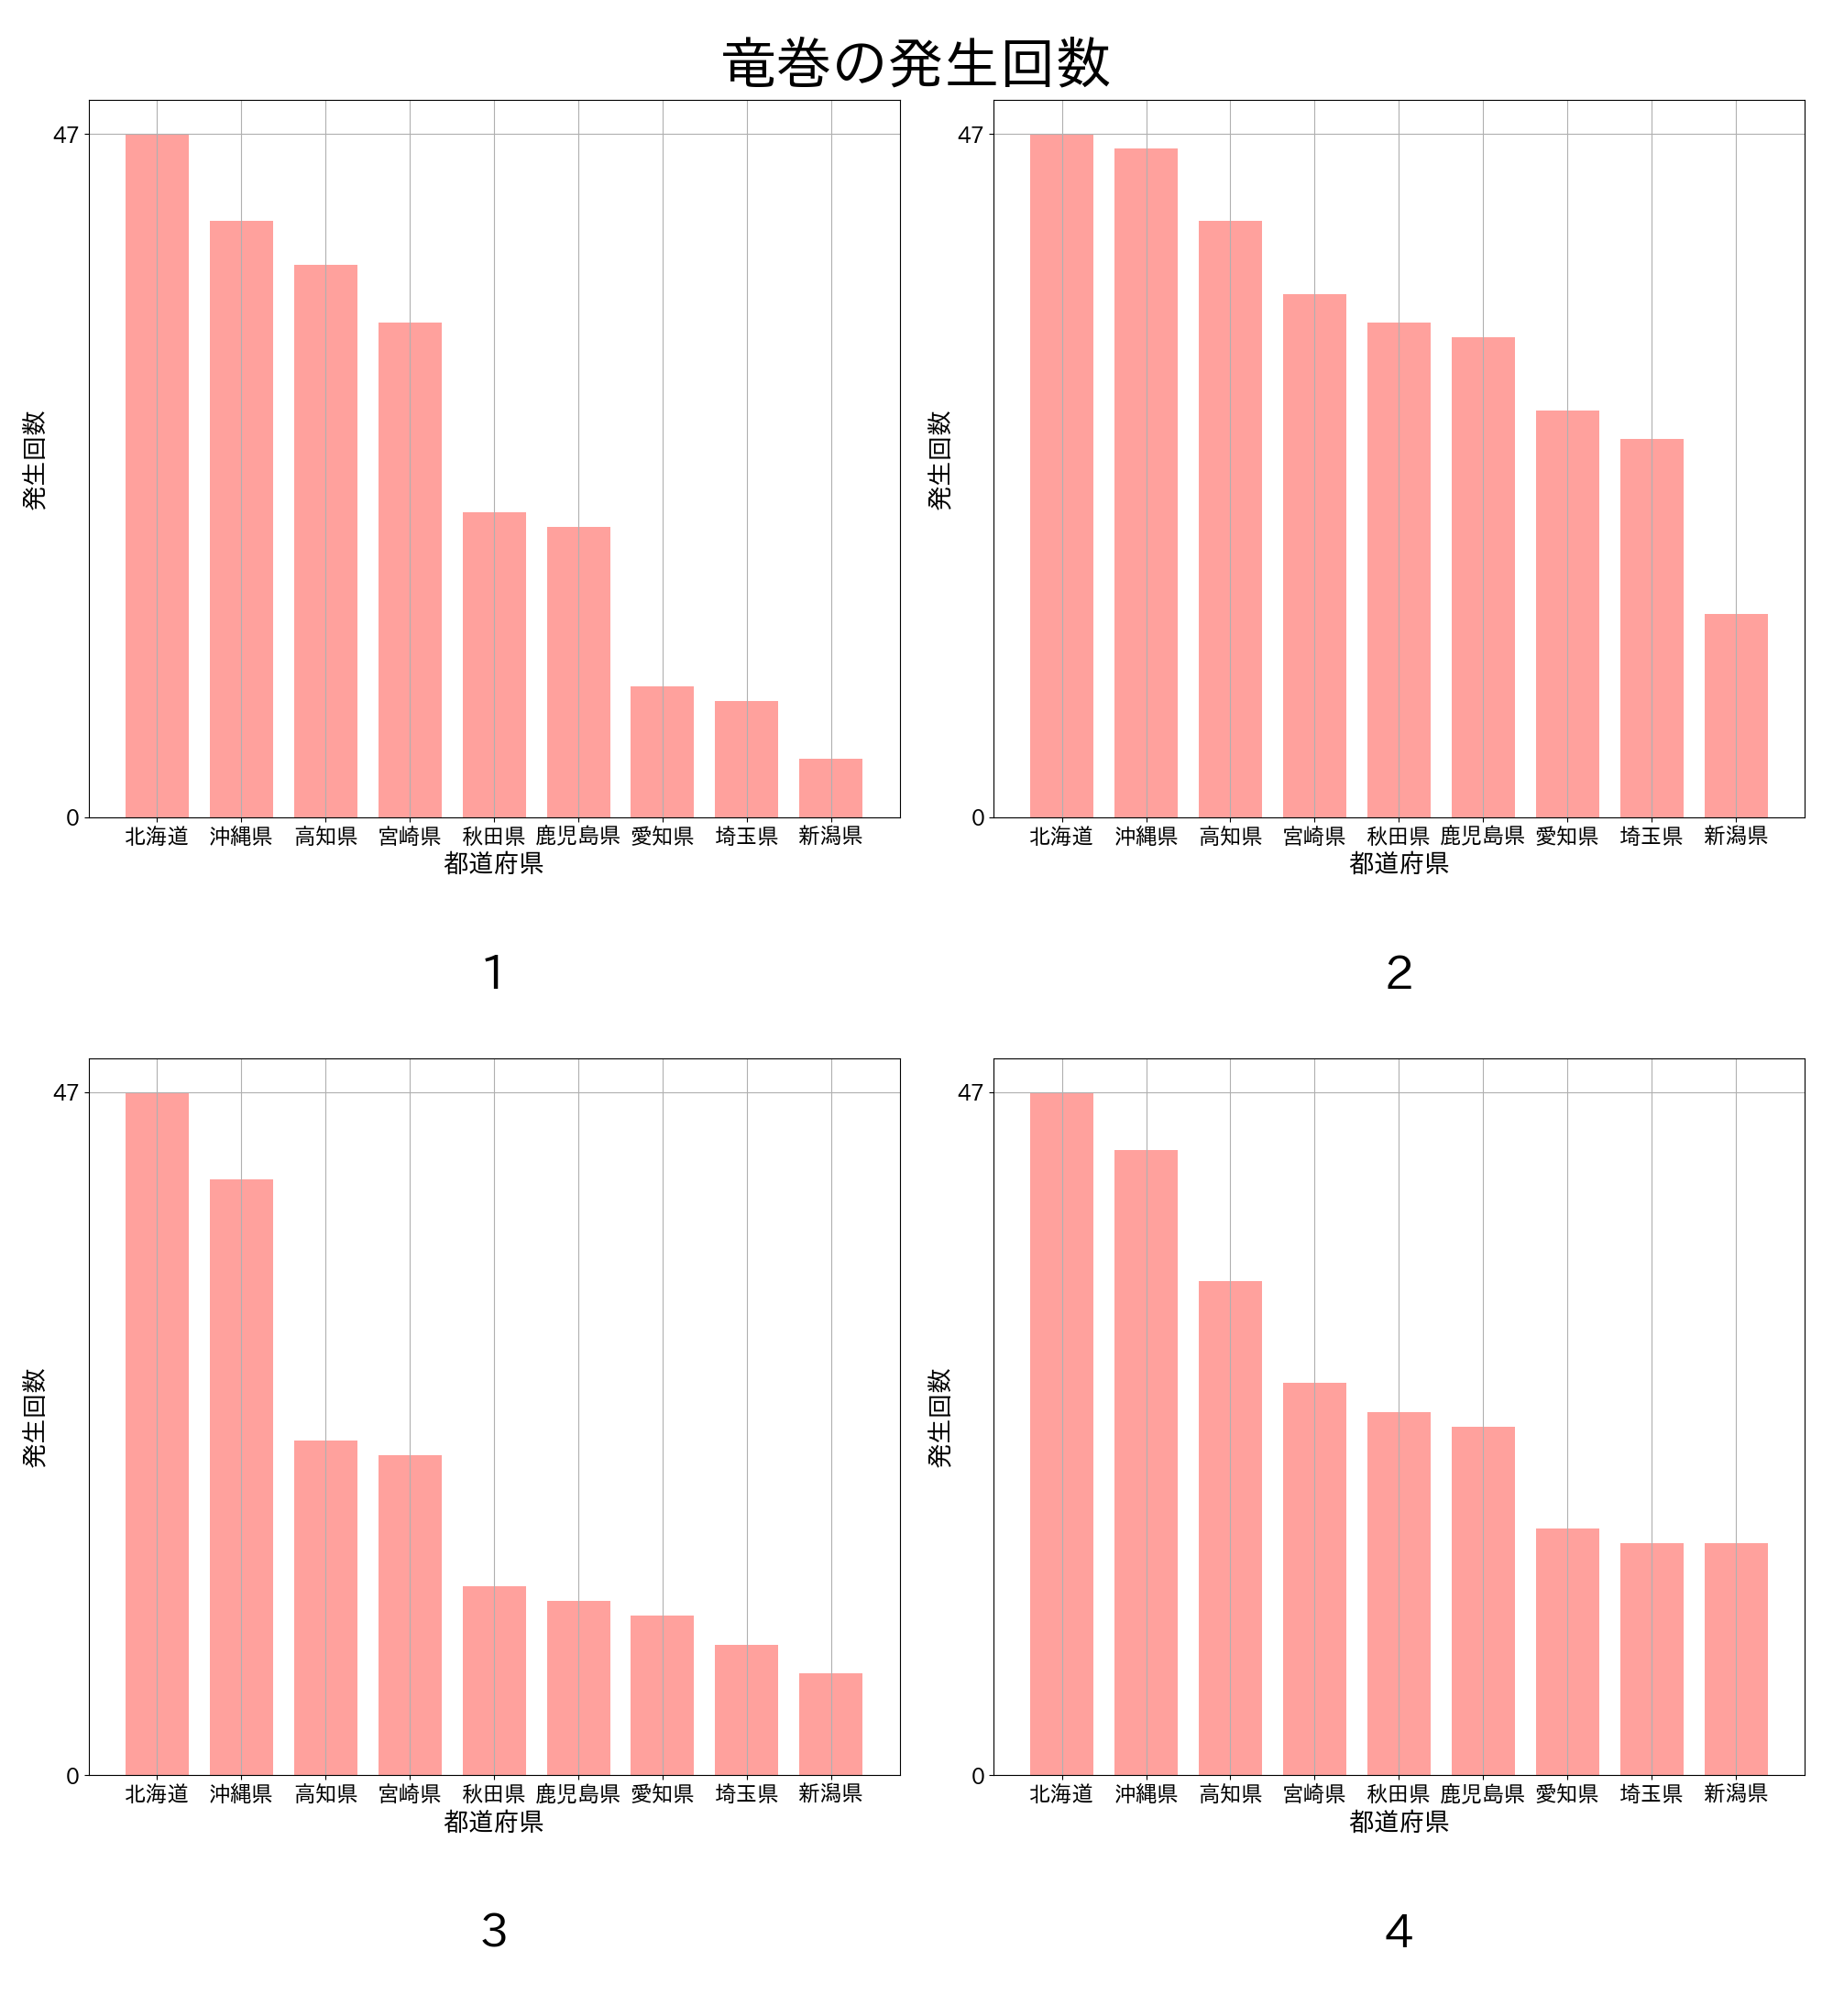 竜巻の発生回数
47
0
発生回数
北海道 沖縄県 高知県 宮崎県 秋田県 鹿児島県 愛知県 埼玉県 新潟県
都道府県
1
47
0
発生回数
北海道 沖縄県 高知県 宮崎県 秋田県 鹿児島県 愛知県 埼玉県 新潟県
都道府県
2
47
0
発生回数
北海道 沖縄県 高知県 宮崎県 秋田県 鹿児島県 愛知県 埼玉県 新潟県
都道府県
3
47
0
発生回数
北海道 沖縄県 高知県 宮崎県 秋田県 鹿児島県 愛知県 埼玉県 新潟県
都道府県
4